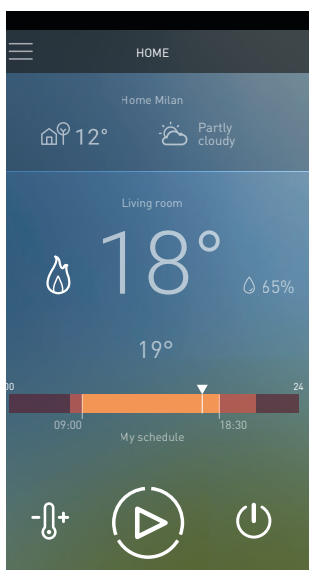 HOME
Home Milan
12°
Partly
cloudy
Living room
18°
65%
19°
00
24
09:00
18:30
My schedule